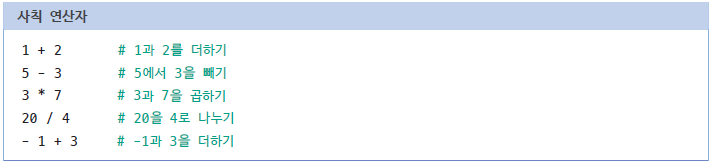 사칙 연산자
1 + 2 # 1과 2를 더하기
5 - 3 # 5에서 3을 빼기
3 * 7 # 3과 7을 곱하기
20 / 4 # 20을 4로 나누기
- 1 + 3 # -1과 3을 더하기